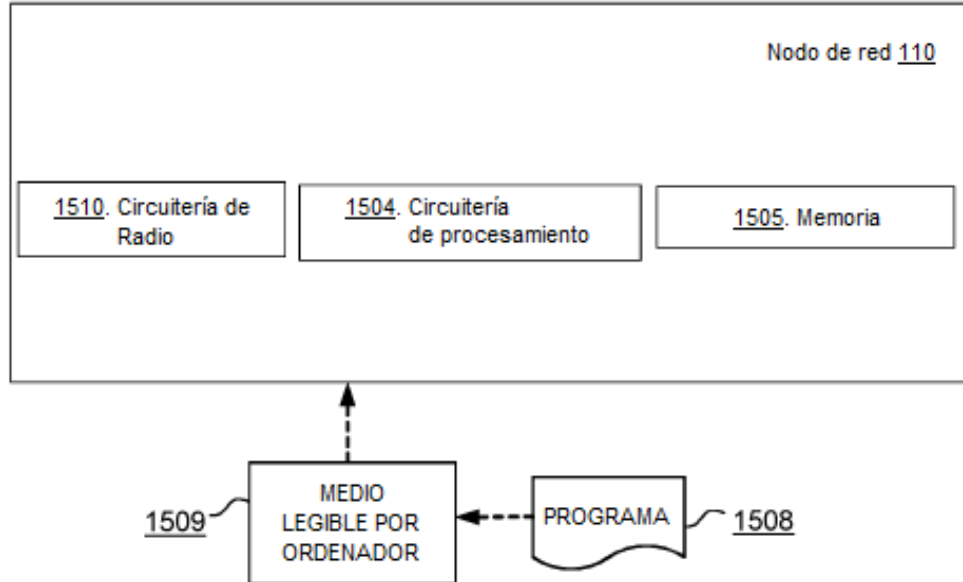 Nodo de red 110
1510. Circuitería de
Radio
1504. Circuitería
de procesamiento
1505. Memoria
1509
MEDIO
LEGIBLE POR
ORDENADOR
PROGRAMA
1508